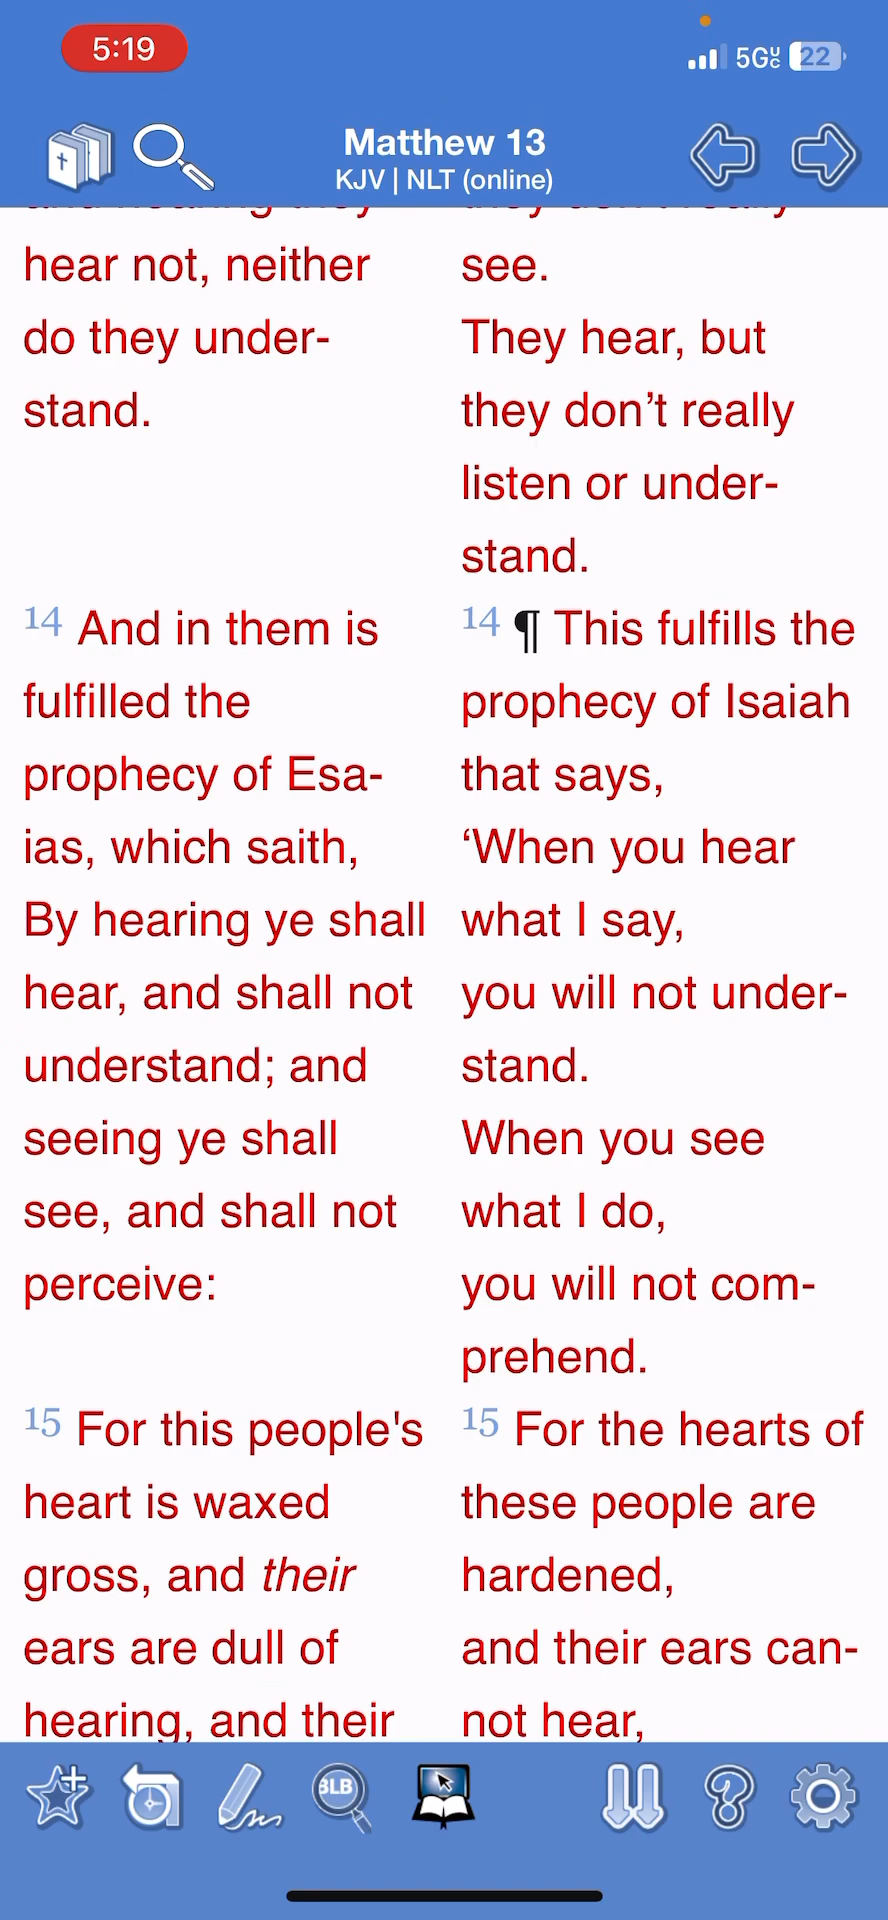 5:19
5G
22
Matthew 13
KJV | NLT (online)
and hearing they
hear not, neither
do they under-
stand.
14 And in them is
fulfilled the
prophecy of Esa-
ias, which saith,
By hearing ye shall
hear, and shall not
understand; and
seeing ye shall
see, and shall not
perceive:
15 For this people's
heart is waxed
gross, and their
ears are dull of
hearing, and their
they don't really
see.
They hear, but
they don’t really
listen or under-
stand.
14 ¶ This fulfills the
prophecy of Isaiah
that says,
‘When you hear
what I say,
you will not under-
stand.
When you see
what I do,
you will not com-
prehend.
15 For the hearts of
these people are
hardened,
and their ears can-
not hear,
BLB